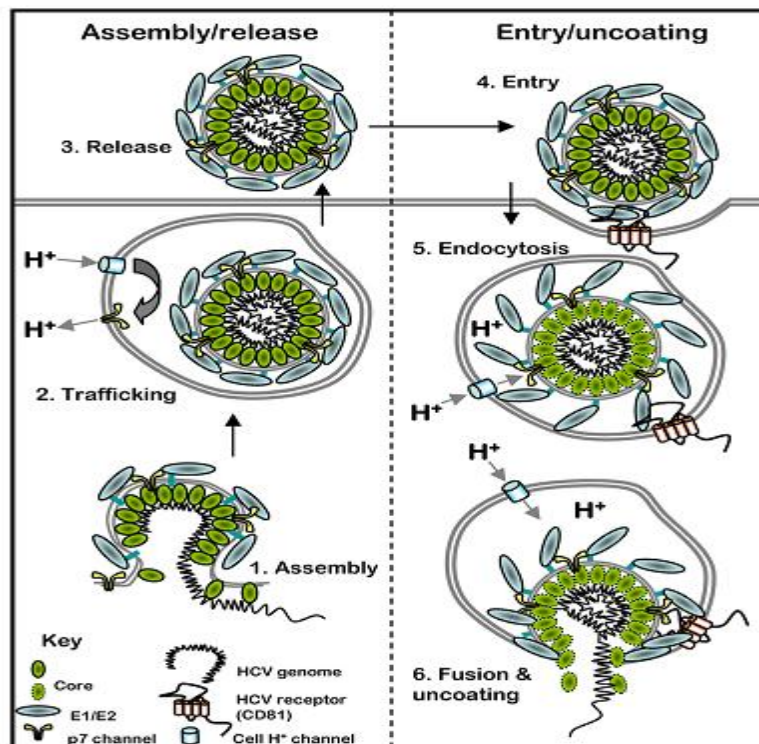 Assembly/release
3. Release
H⁺
H⁺
2. Trafficking
1. Assembly
Key
Core
E1/E2
p7 channel
HCV genome
HCV receptor
(CD81)
Cell H⁺ channel
Entry/uncoating
4. Entry
5. Endocytosis
H⁺
H⁺
H⁺
H⁺
6. Fusion &
uncoating